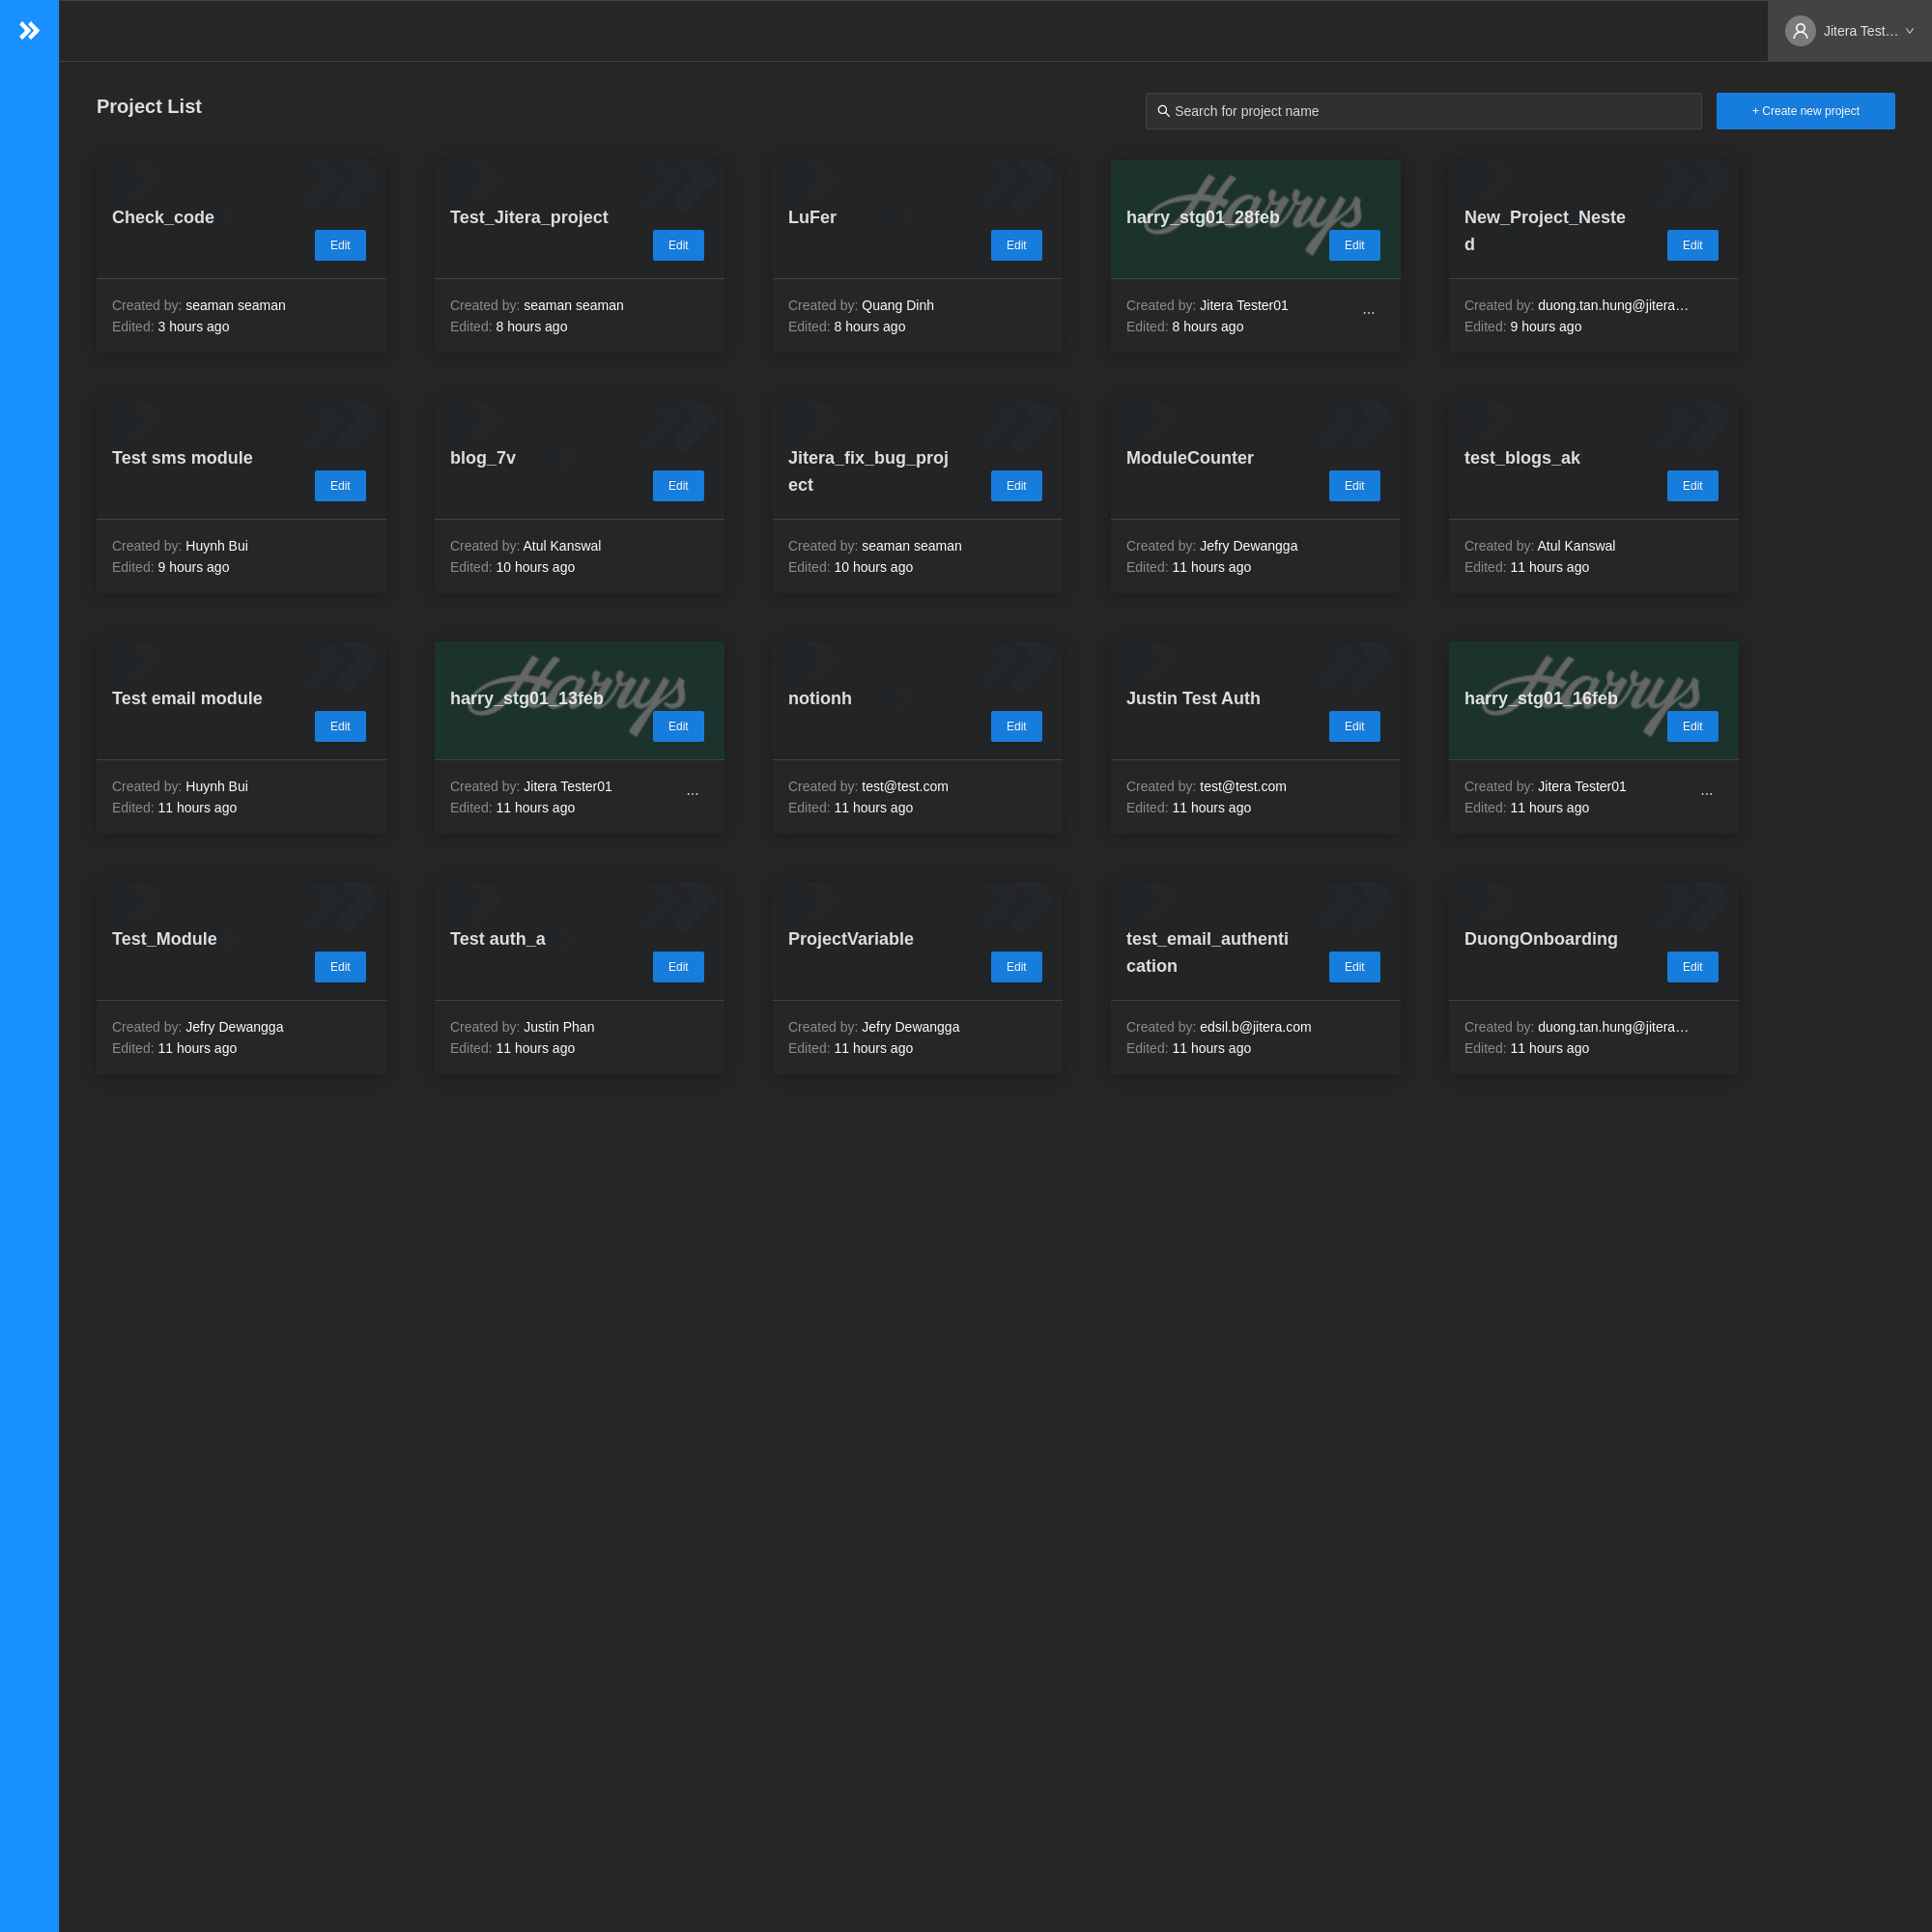 Jitera Test…
Project List
Search for project name
+ Create new project
Check_code
Edit
Created by: seaman seaman
Edited: 3 hours ago
Test_Jitera_project
Edit
Created by: seaman seaman
Edited: 8 hours ago
LuFer
Edit
Created by: Quang Dinh
Edited: 8 hours ago
Harrys
harry_stg01_28feb
Edit
Created by: Jitera Tester01
Edited: 8 hours ago
...
New_Project_Neste
d
Edit
Created by: duong.tan.hung@jitera…
Edited: 9 hours ago
Test sms module
Edit
Created by: Huynh Bui
Edited: 9 hours ago
blog_7v
Edit
Created by: Atul Kanswal
Edited: 10 hours ago
Jitera_fix_bug_proj
ect
Edit
Created by: seaman seaman
Edited: 10 hours ago
ModuleCounter
Edit
Created by: Jefry Dewangga
Edited: 11 hours ago
test_blogs_ak
Edit
Created by: Atul Kanswal
Edited: 11 hours ago
Test email module
Edit
Created by: Huynh Bui
Edited: 11 hours ago
Harrys
harry_stg01_13feb
Edit
Created by: Jitera Tester01
Edited: 11 hours ago
...
notionh
Edit
Created by: test@test.com
Edited: 11 hours ago
Justin Test Auth
Edit
Created by: test@test.com
Edited: 11 hours ago
Harrys
harry_stg01_16feb
Edit
Created by: Jitera Tester01
Edited: 11 hours ago
...
Test_Module
Edit
Created by: Jefry Dewangga
Edited: 11 hours ago
Test auth_a
Edit
Created by: Justin Phan
Edited: 11 hours ago
ProjectVariable
Edit
Created by: Jefry Dewangga
Edited: 11 hours ago
test_email_authenti
cation
Edit
Created by: edsil.b@jitera.com
Edited: 11 hours ago
DuongOnboarding
Edit
Created by: duong.tan.hung@jitera…
Edited: 11 hours ago